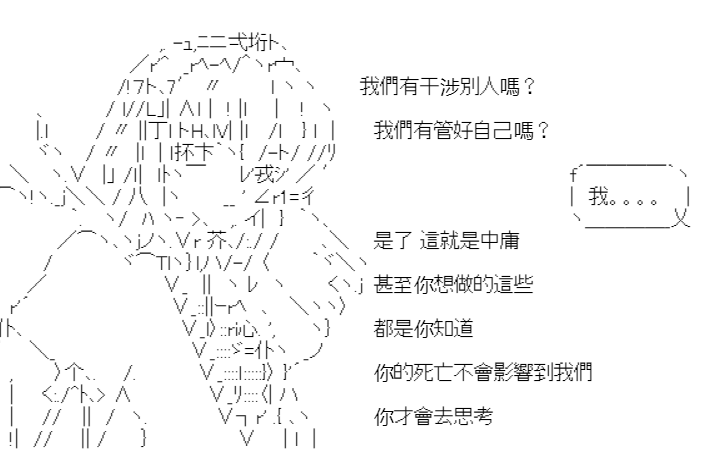 我們有干涉別人嗎？
我們有管好自己嗎？
我。。。。
是了 這就是中庸
甚至你想做的這些
都是你知道
你的死亡不會影響到我們
你才會去思考